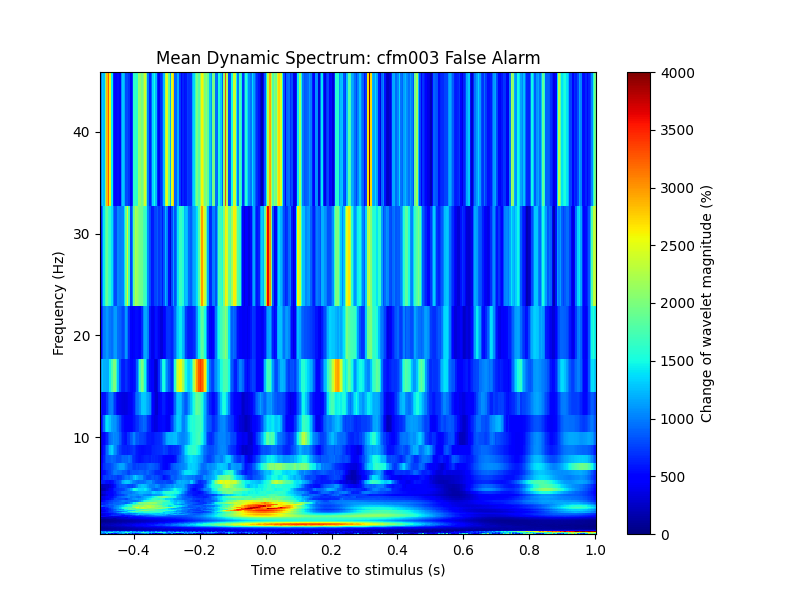 Mean Dynamic Spectrum: cfm003 False Alarm
40
30
20
10
Frequency (Hz)
−0.4 −0.2 0.0 0.2 0.4 0.6 0.8 1.0
Time relative to stimulus (s)
4000
3500
3000
2500
2000
1500
1000
500
0
Change of wavelet magnitude (%)